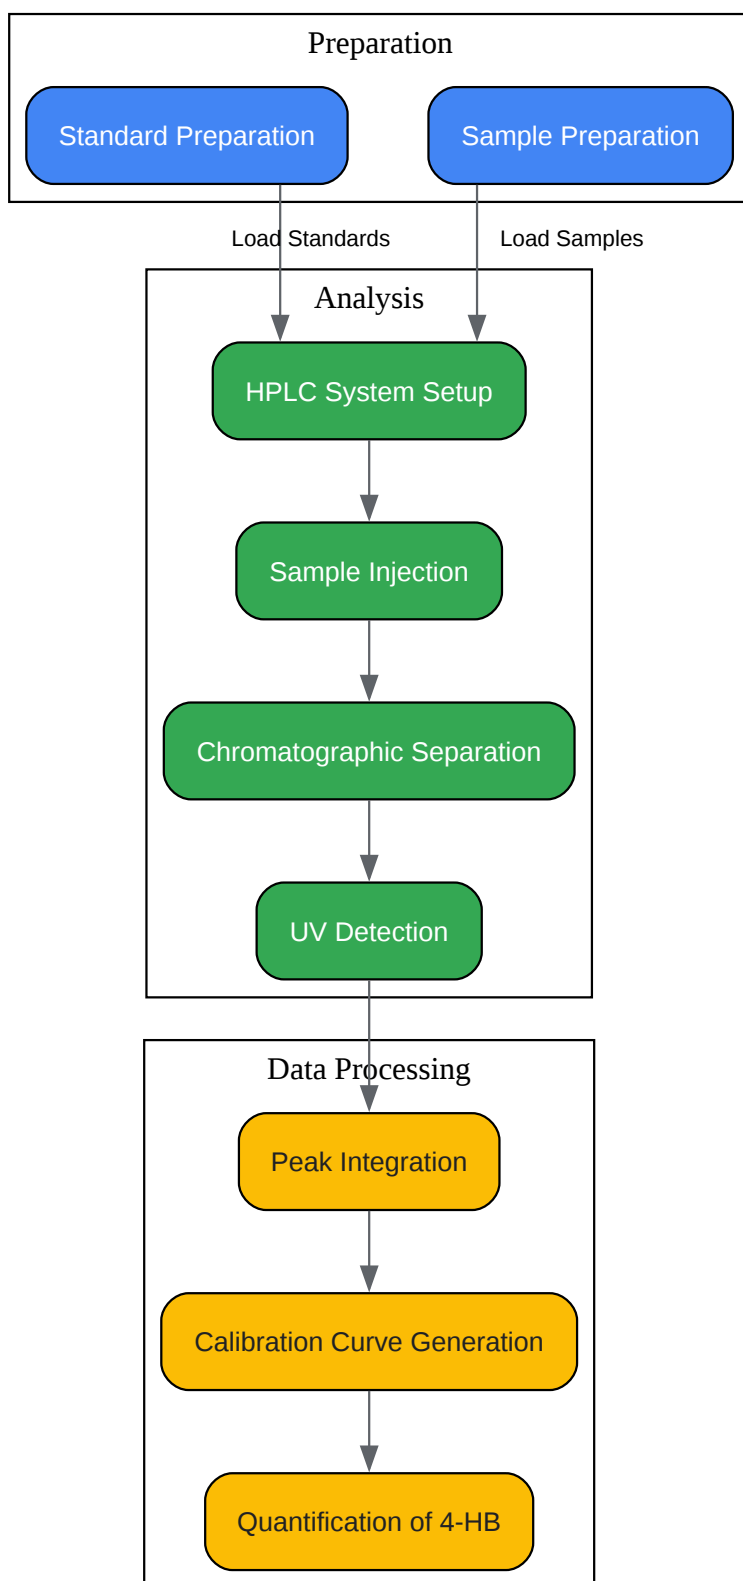 Preparation
Standard Preparation
Sample Preparation
Load Standards
Load Samples
Analysis
HPLC System Setup
Sample Injection
Chromatographic Separation
UV Detection
Data Processing
Peak Integration
Calibration Curve Generation
Quantification of 4-HB